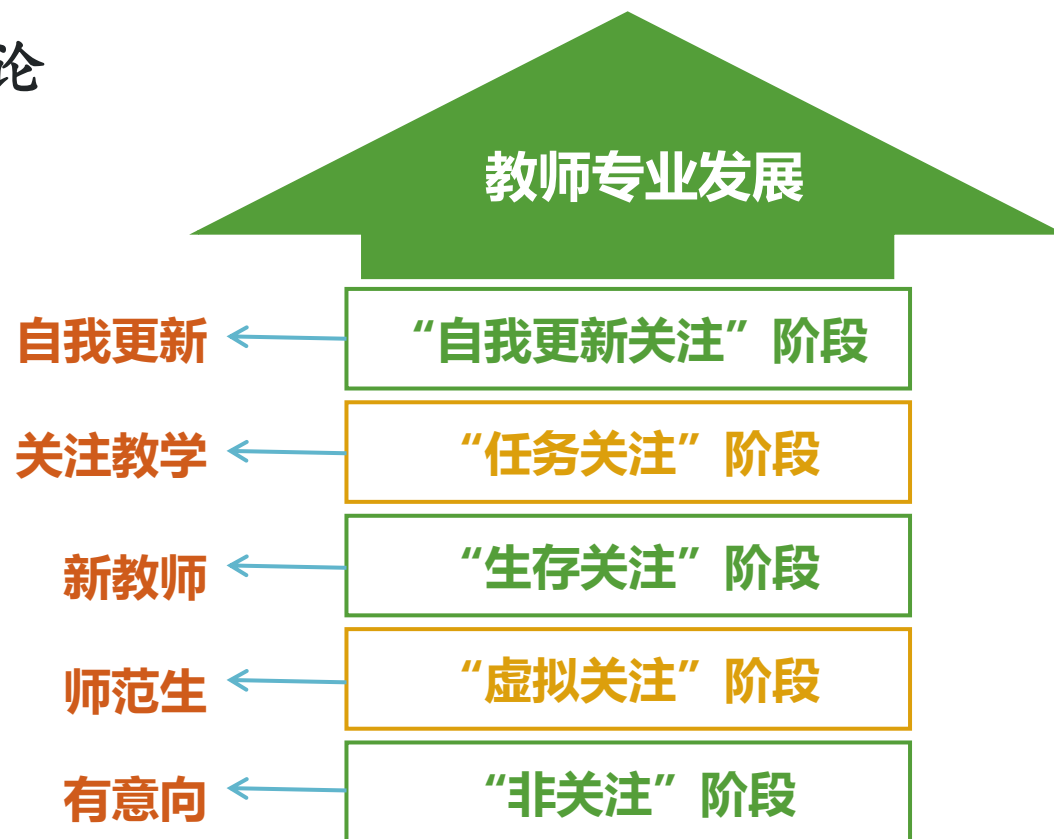 论
教师专业发展
自我更新 “自我更新关注”阶段
关注教学 “任务关注”阶段
新教师 “生存关注”阶段
师范生 “虚拟关注”阶段
有意向 “非关注”阶段